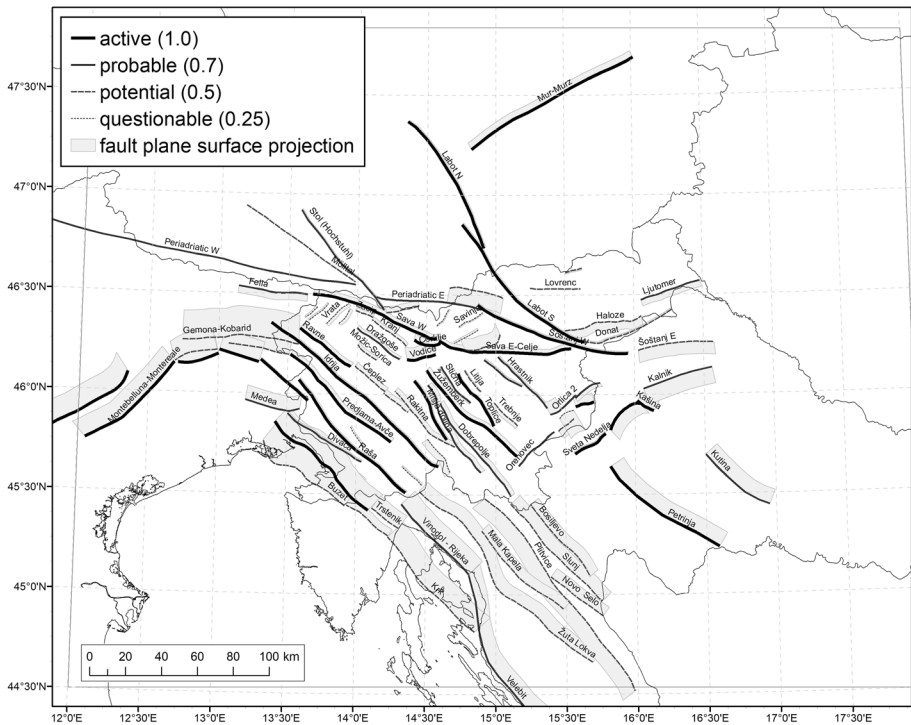 active (1.0)
probable (0.7)
potential (0.5)
questionable (0.25)
fault plane surface projection
47°30'N
47°0'N
46°30'N
46°0'N
45°30'N
45°0'N
44°30'N
Mur-Murz
Labot N
Stol (Hochstuhl)
Periadriatic W
Molltal
Fella
Periadriatic E
Lovrenc
Ljutomer
Labot S
Haloze
Donat
Vrata
Kranj
Sava W
Savinja
Šoštanj W
Šoštanj E
Gemona-Kobarid
Ravne
Dražgoše
Vodice
Sava E-Celje
Možic-Sorica
Montebelluna-Montereale
Idrija
Čeplez
Stična
Litija
Hrastnik
Kalnik
Žužemberk
Medea
Predjama-Avče
Rakitna
Toplice
Trebnje
Orlica 2
Kašina
Divača
Raša
Dobrepolje
Orehovec
Sveta Nedelja
Kutina
Buzet
Trstenik
Vinodol - Rijeka
Bosiljevo
Petrinja
Mala Kapela
Plitvice
Slunj
Krk
Novo Selo
Žuta Lokva
Velebit
0 20 40 60 80 100 km
12°0'E 12°30'E 13°0'E 13°30'E 14°0'E 14°30'E 15°0'E 15°30'E 16°0'E 16°30'E 17°0'E 17°30'E